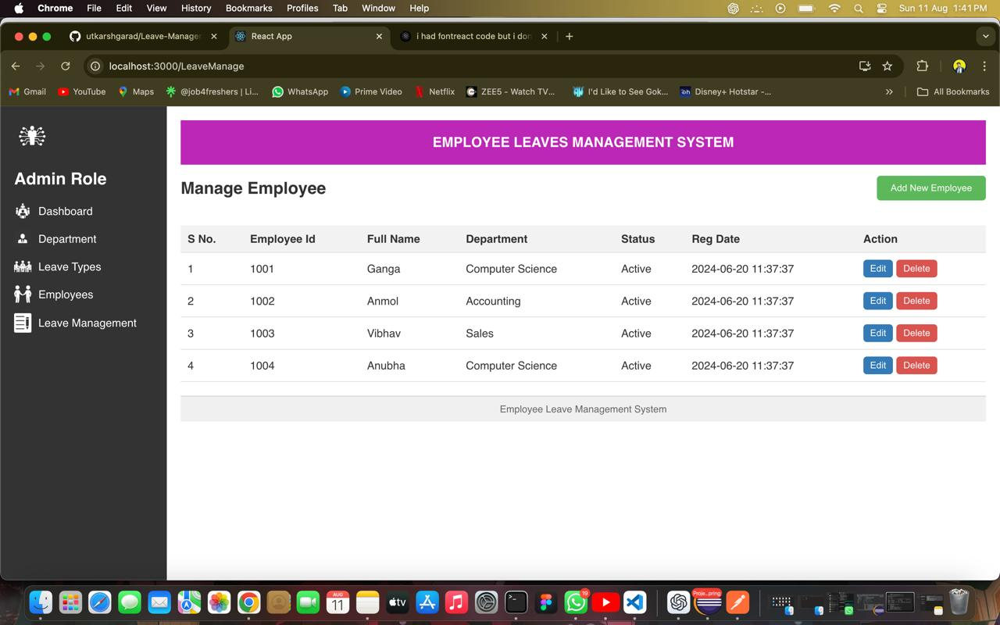 Chrome File Edit View History Bookmarks Profiles Tab Window Help Sun 11 Aug 1:41 PM
utkarshgarad/Leave-Manager React App i had fontreact code but i don
localhost:3000/LeaveManage
Gmail YouTube Maps @job4freshers | Li... WhatsApp Prime Video Netflix ZEE5 - Watch TV... I'd Like to See Gok... Disney+ Hotstar -... All Bookmarks
Admin Role
Dashboard
Department
Leave Types
Employees
Leave Management
EMPLOYEE LEAVES MANAGEMENT SYSTEM
Manage Employee Add New Employee
S No. Employee Id Full Name Department Status Reg Date Action
1 1001 Ganga Computer Science Active 2024-06-20 11:37:37 Edit Delete
2 1002 Anmol Accounting Active 2024-06-20 11:37:37 Edit Delete
3 1003 Vibhav Sales Active 2024-06-20 11:37:37 Edit Delete
4 1004 Anubha Computer Science Active 2024-06-20 11:37:37 Edit Delete
Employee Leave Management System
AUG
11
tv
19
Proje...pring